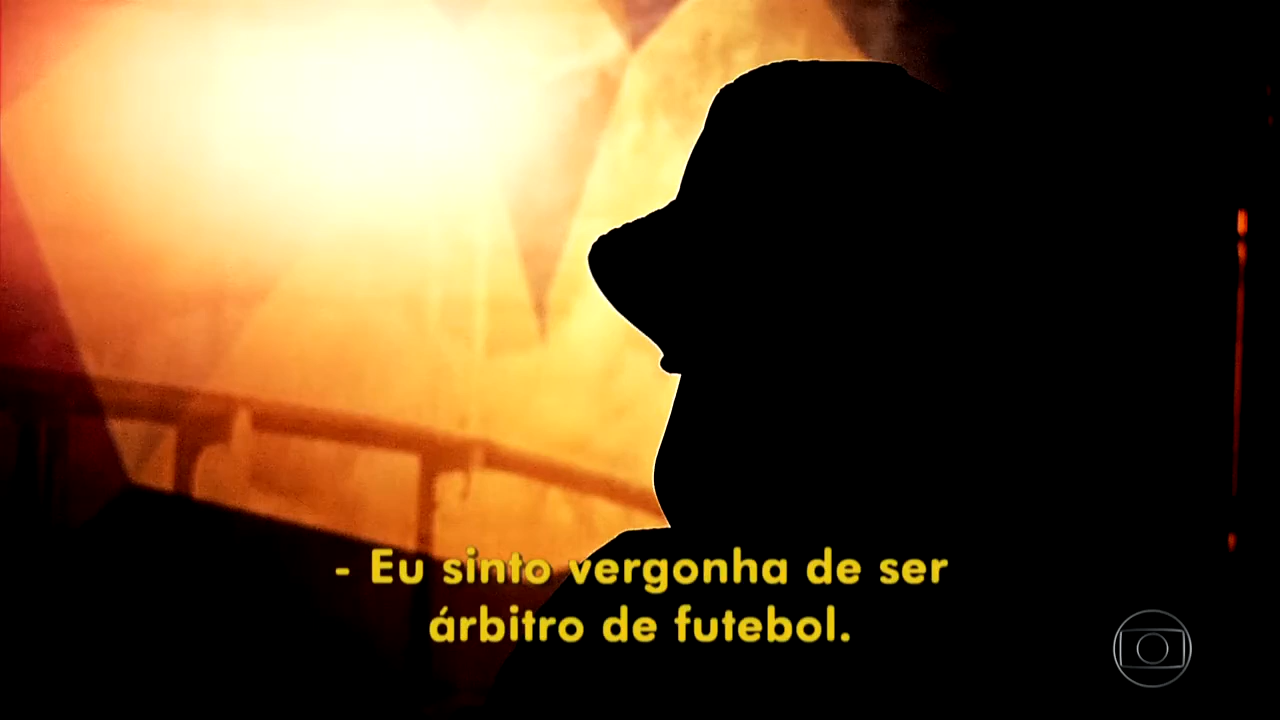 - Eu sinto vergonha de ser
árbitro de futebol.